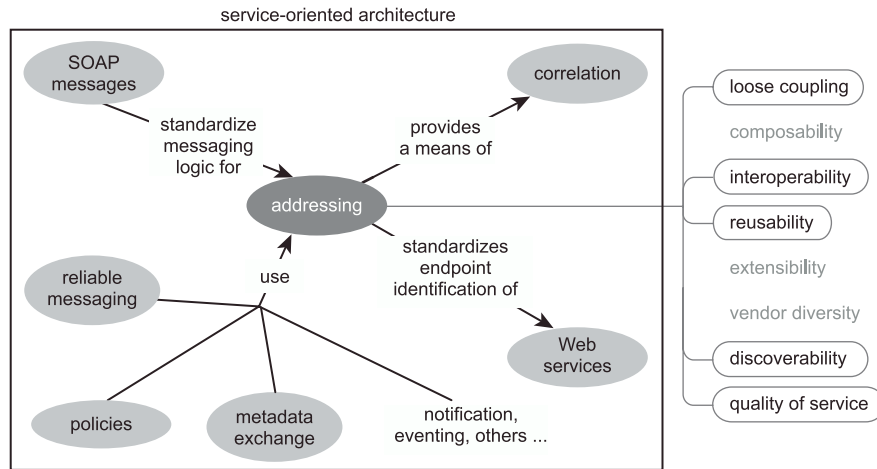 service-oriented architecture
SOAP
messages
correlation
standardize
messaging
logic for
provides
a means of
addressing
standardizes
endpoint
identification of
use
reliable
messaging
Web
services
policies
metadada
exchange
notification,
eventing, others ...
loose coupling
composability
interoperability
reusability
extensibility
vendor diversity
discoverability
quality of service